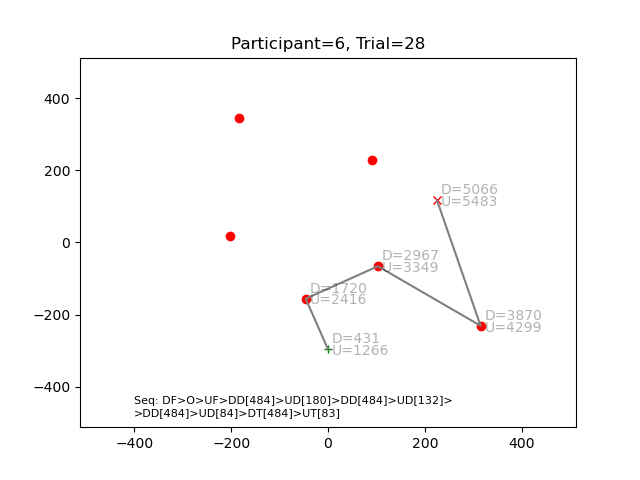 Participant=6, Trial=28
400
200
0
−200
−400
D=5066
U=5483
D=2967
U=3349
D=1720
U=2416
D=3870
U=4299
D=431
U=1266
Seq: DF>O>UF>DD[484]>UD[180]>DD[484]>UD[132]>
>DD[484]>UD[84]>DT[484]>UT[83]
−400 −200 0 200 400